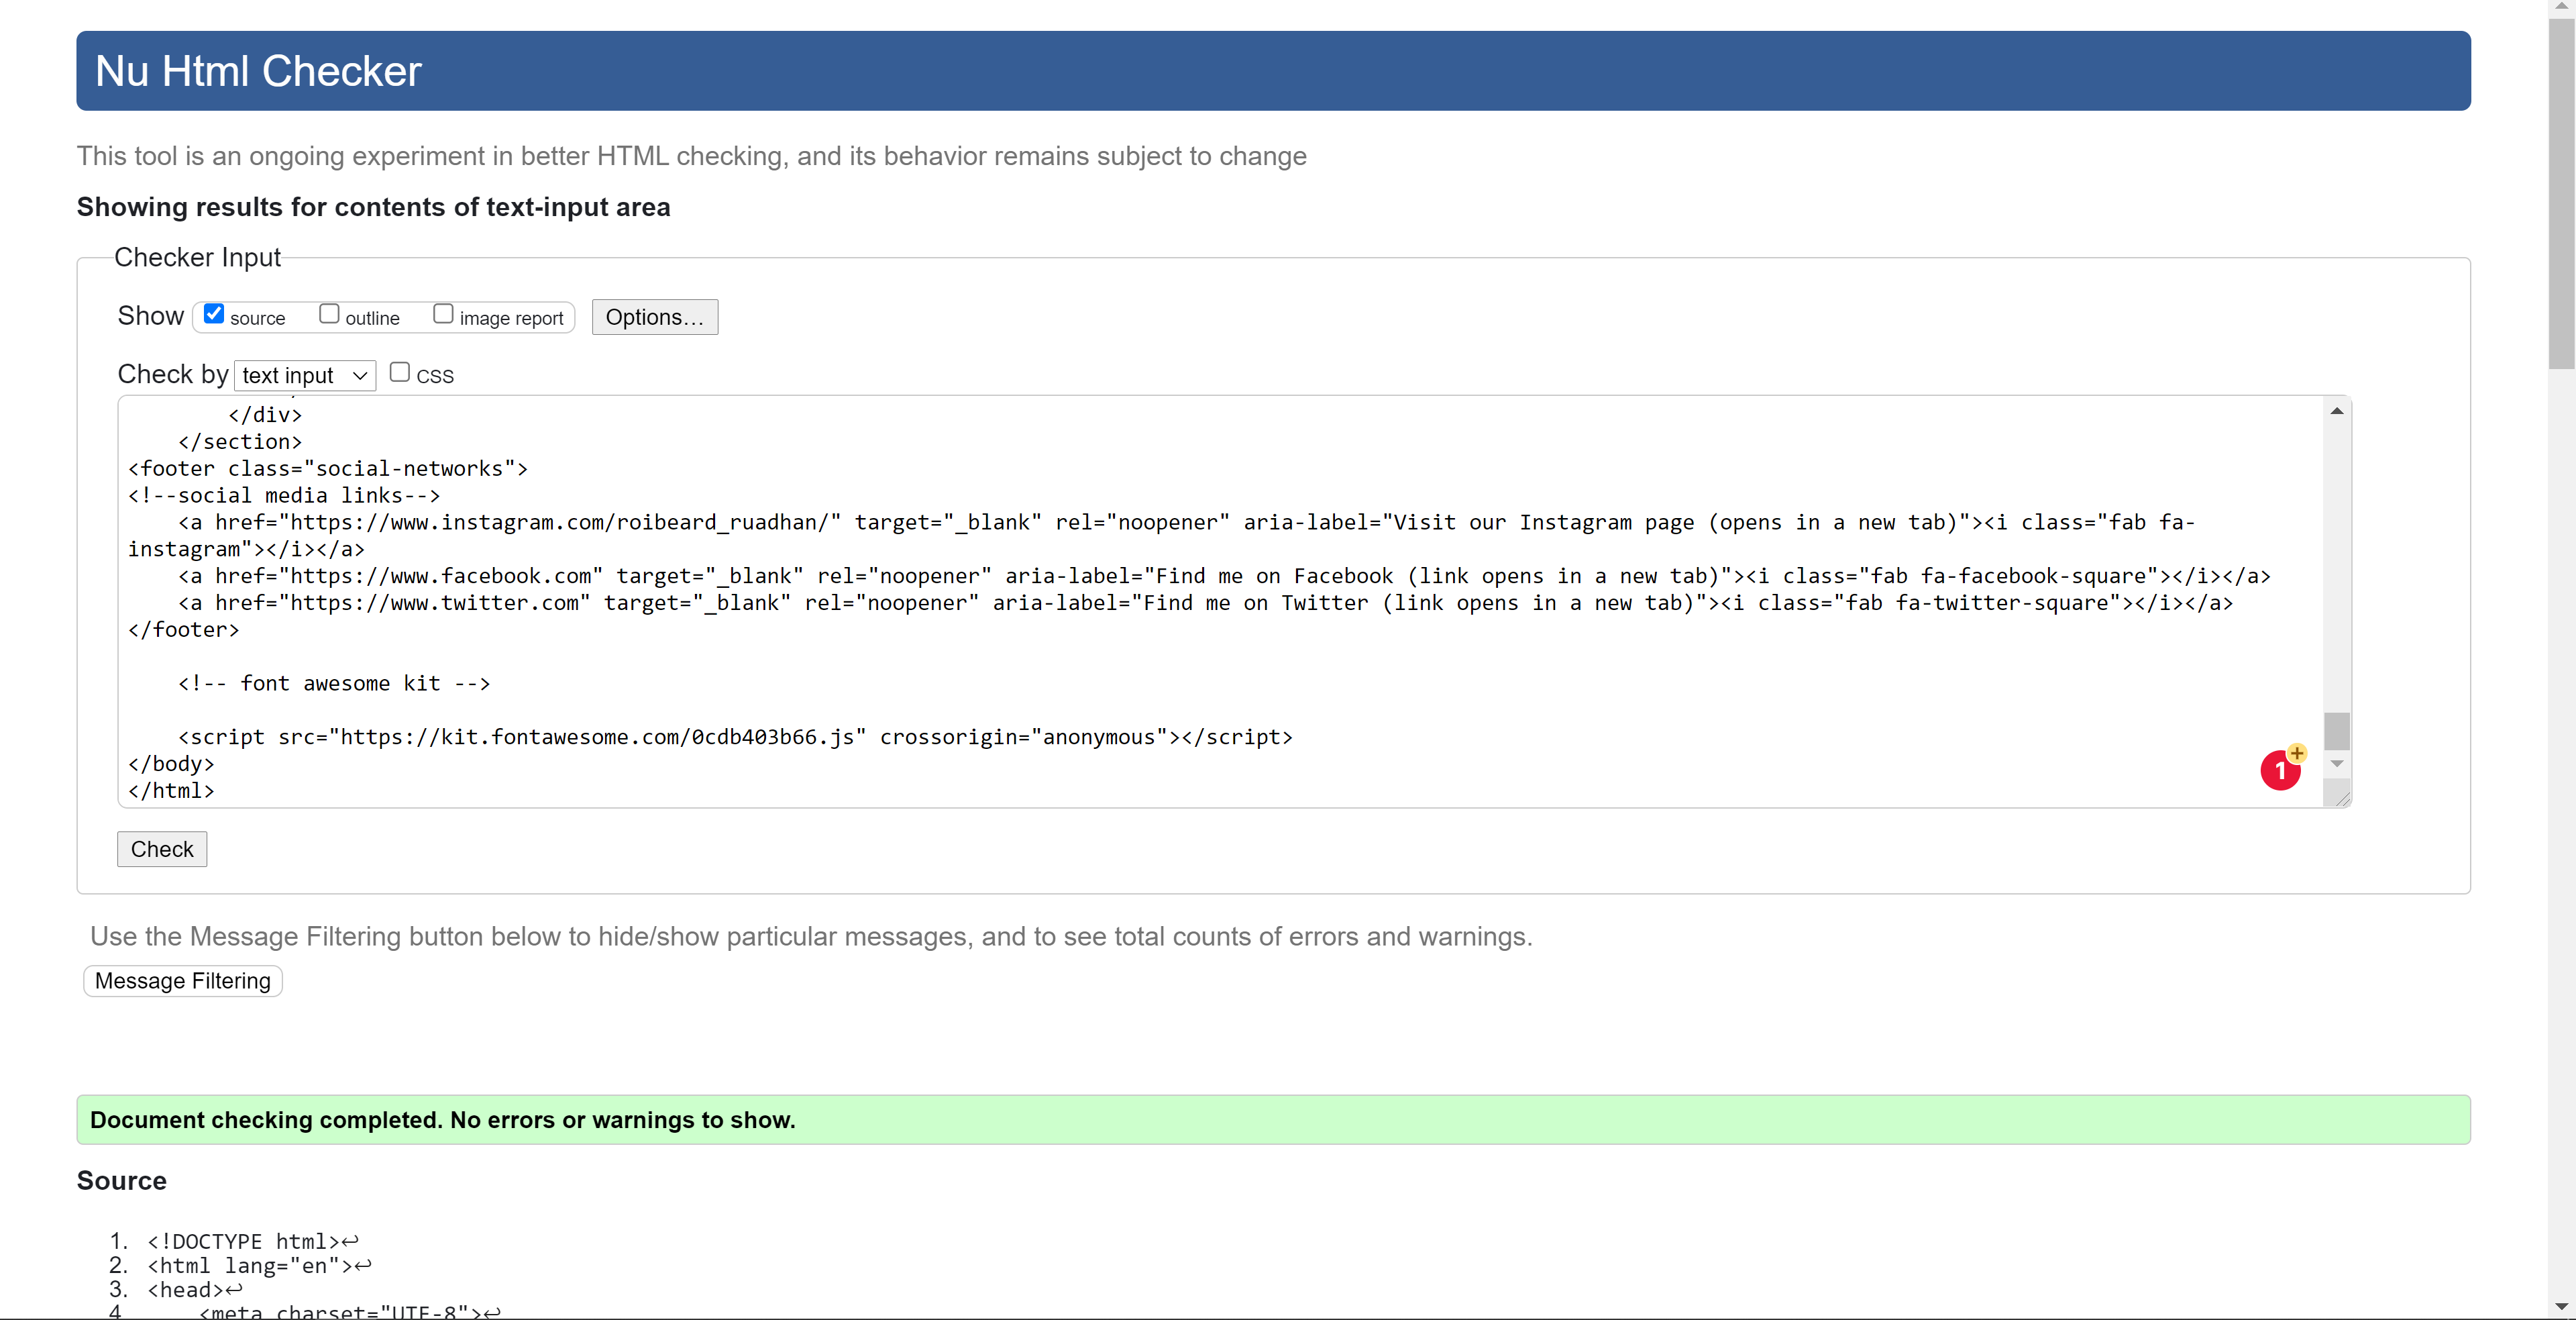 Nu Html Checker
This tool is an ongoing experiment in better HTML checking, and its behavior remains subject to change
Showing results for contents of text-input area
Checker Input
Show source outline image report Options…
Check by text input CSS
        </div>
    </section>
<footer class="social-networks">
<!--social media links-->
    <a href="https://www.instagram.com/roibeard_ruadhan/" target="_blank" rel="noopener" aria-label="Visit our Instagram page (opens in a new tab)"><i class="fab fa-
instagram"></i></a>
    <a href="https://www.facebook.com" target="_blank" rel="noopener" aria-label="Find me on Facebook (link opens in a new tab)"><i class="fab fa-facebook-square"></i></a>
    <a href="https://www.twitter.com" target="_blank" rel="noopener" aria-label="Find me on Twitter (link opens in a new tab)"><i class="fab fa-twitter-square"></i></a>
</footer>
    <!-- font awesome kit -->
    <script src="https://kit.fontawesome.com/0cdb403b66.js" crossorigin="anonymous"></script>
</body>
</html>
1 +
Check
Use the Message Filtering button below to hide/show particular messages, and to see total counts of errors and warnings.
Message Filtering
Document checking completed. No errors or warnings to show.
Source
1. <!DOCTYPE html>↩
2. <html lang="en">↩
3. <head>↩
4. <meta charset="UTF-8">↩